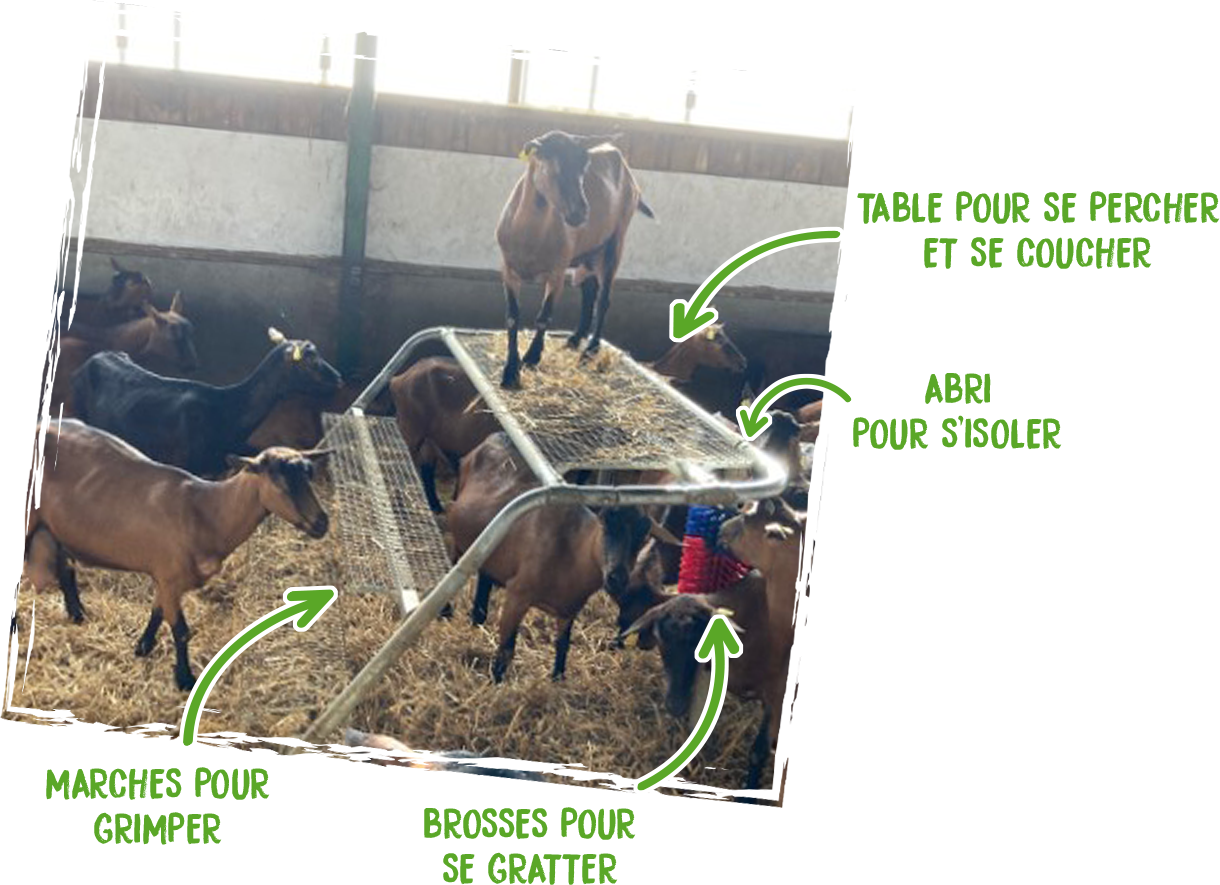 TABLE POUR SE PERCHER
ET SE COUCHER
ABRI
POUR S'ISOLER
MARCHES POUR
GRIMPER
BROSSES POUR
SE GRATTER